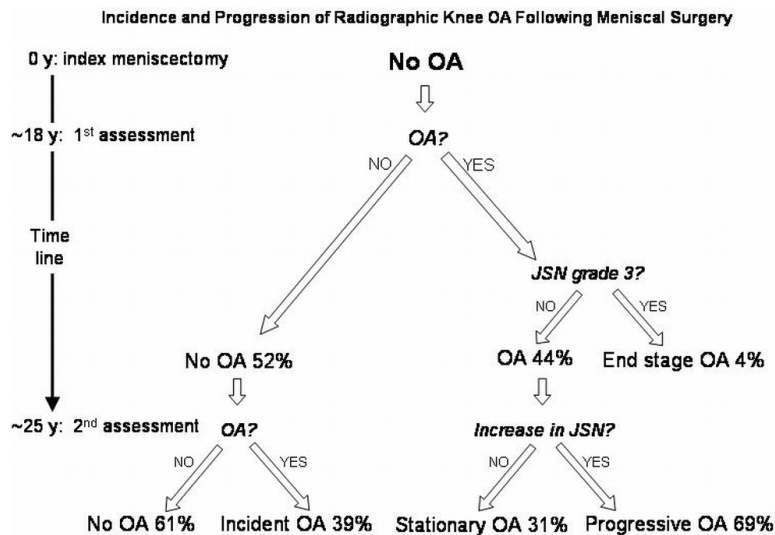 Incidence and Progression of Radiographic Knee OA Following Meniscal Surgery
0 y: index meniscectomy
No OA
~18 y: 1st assessment
OA?
NO
YES
Time
line
JSN grade 3?
NO
YES
No OA 52%
OA 44%
End stage OA 4%
~25 y: 2nd assessment
OA?
Increase in JSN?
NO
YES
NO
YES
No OA 61%
Incident OA 39%
Stationary OA 31%
Progressive OA 69%